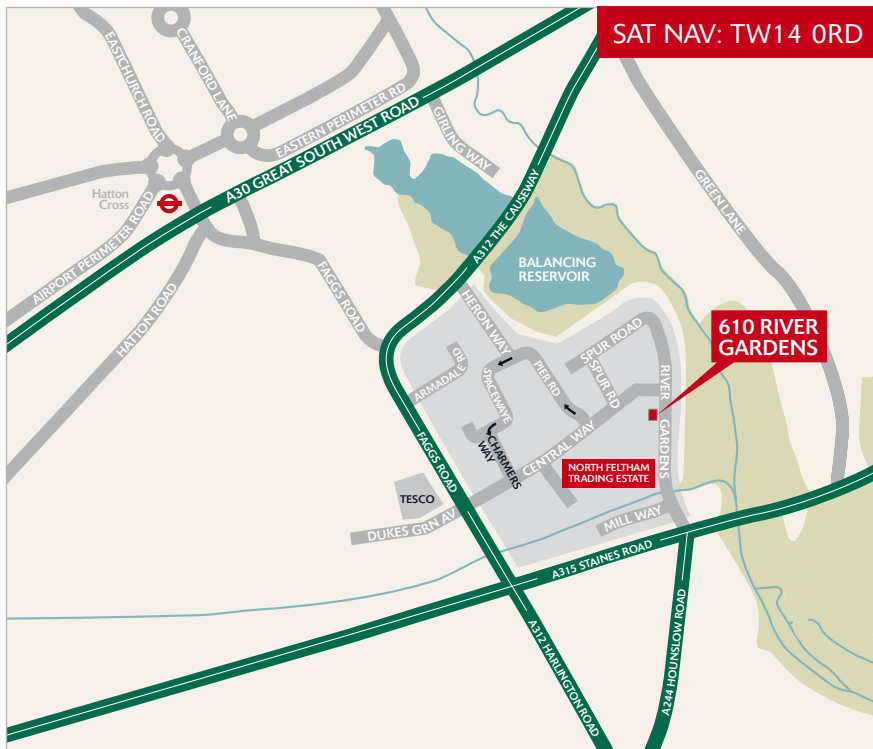 SAT NAV: TW14 0RD
EASTCHURCH ROAD
CRANFORD LANE
EASTERN PERIMETER RD
A30 GREAT SOUTH WEST ROAD
GIRLING WAY
GREEN LANE
Hatton
Cross
AIRPORT PERIMETER ROAD
HATTON ROAD
FAGGS ROAD
A312 THE CAUSEWAY
BALANCING
RESERVOIR
HERON WAY
610 RIVER
GARDENS
SPUR ROAD
SPUR RD
PIER RD
RIVER GARDENS
ARMADALE RD
SPACEWAYE
FAGGS ROAD
CHARMERS
WAY
CENTRAL WAY
NORTH FELTHAM
TRADING ESTATE
TESCO
DUKES GRN AV
MILL WAY
A315 STAINES ROAD
A312 HARLINGTON ROAD
A244 HOUNSLOW ROAD